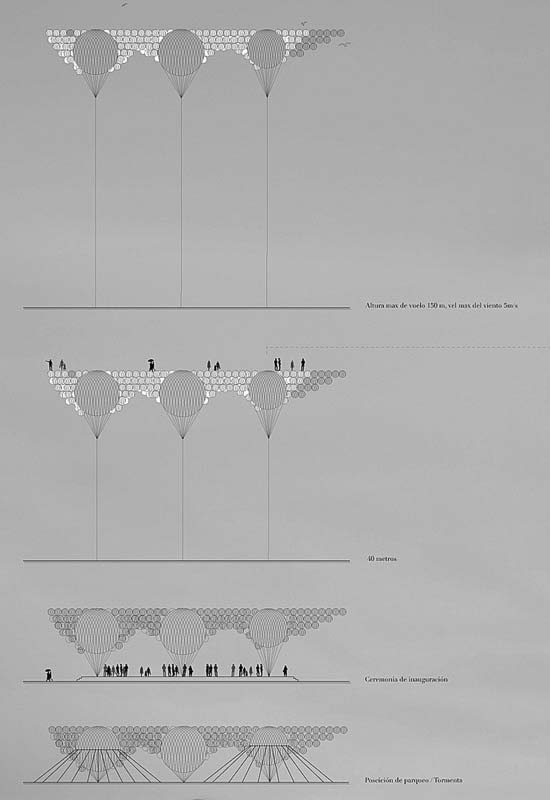 Altura max de vuelo 150 m, vel max del viento 5m/s
40 metros
Ceremonia de inauguración
Posición de parqueo / Tormenta